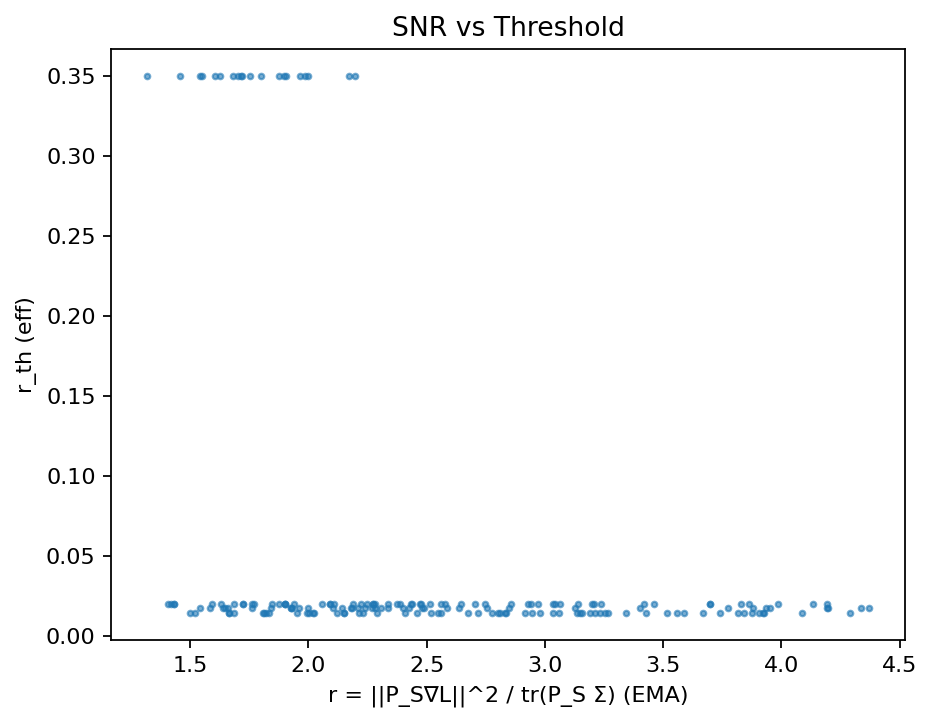 SNR vs Threshold
r_th (eff)
0.35
0.30
0.25
0.20
0.15
0.10
0.05
0.00
1.5 2.0 2.5 3.0 3.5 4.0 4.5
r = ||P_S∇L||^2 / tr(P_S Σ) (EMA)